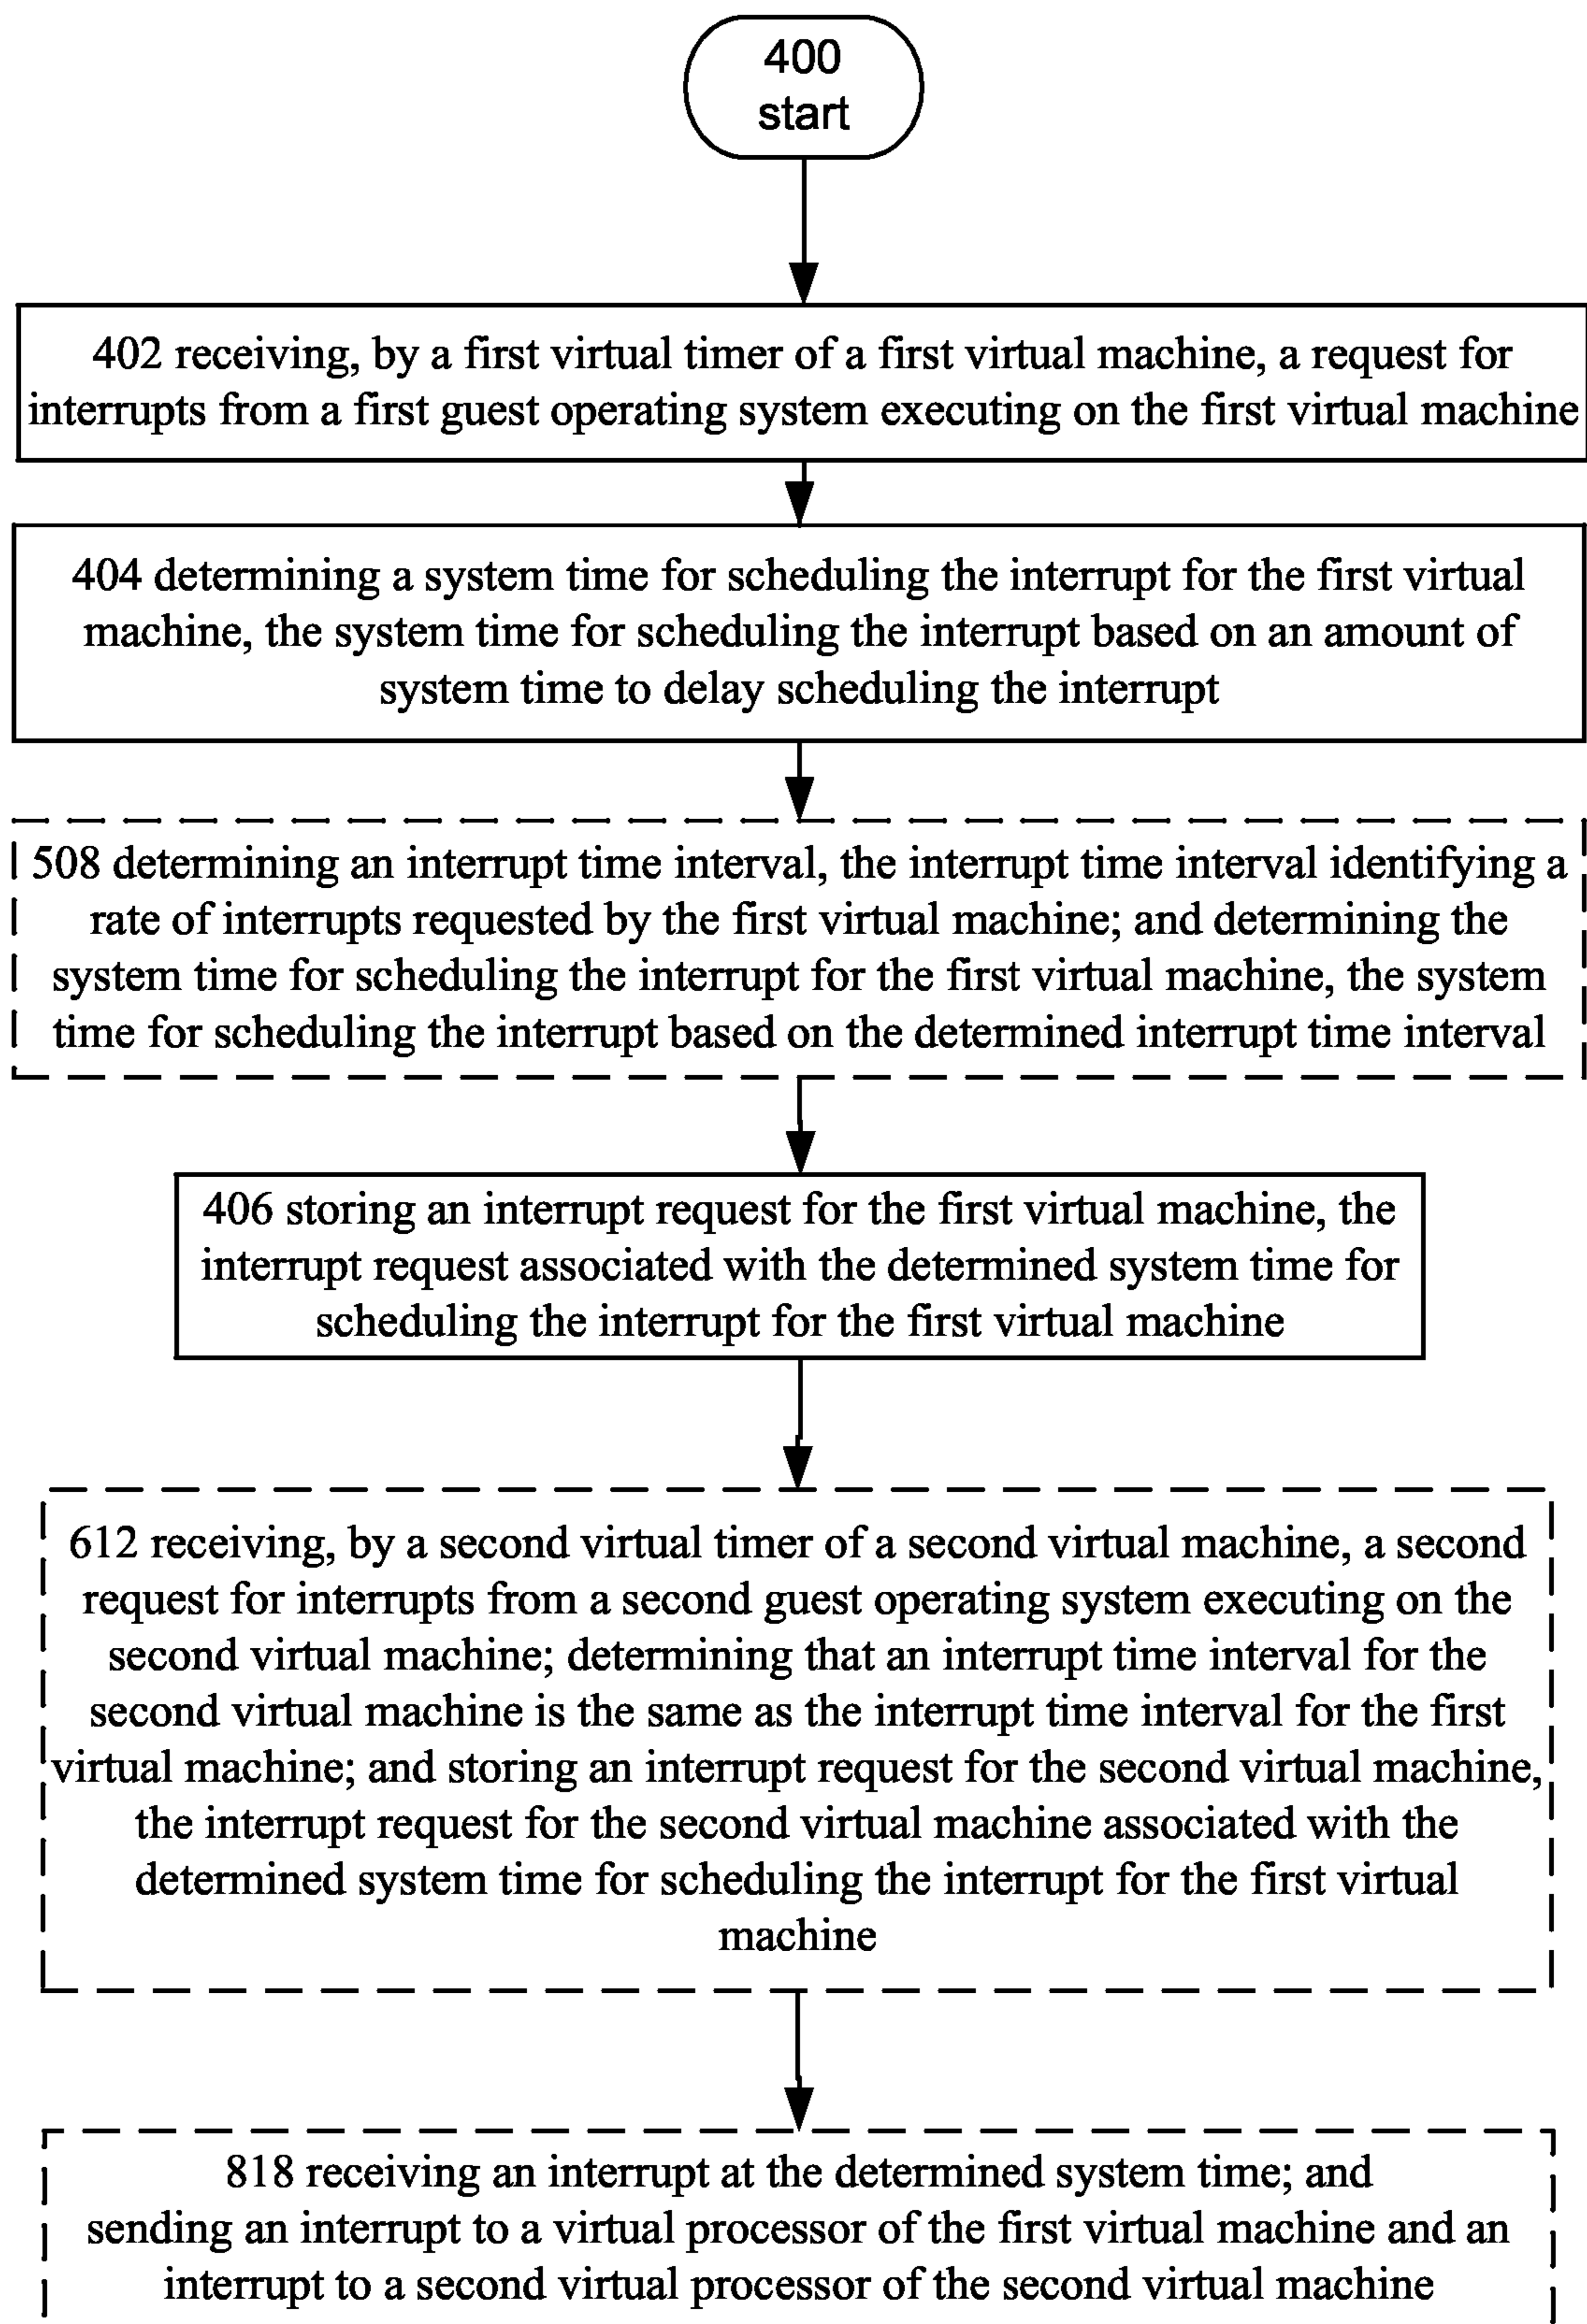 400
start
402 receiving, by a first virtual timer of a first virtual machine, a request for
interrupts from a first guest operating system executing on the first virtual machine
404 determining a system time for scheduling the interrupt for the first virtual
machine, the system time for scheduling the interrupt based on an amount of
system time to delay scheduling the interrupt
508 determining an interrupt time interval, the interrupt time interval identifying a
rate of interrupts requested by the first virtual machine; and determining the
system time for scheduling the interrupt for the first virtual machine, the system
time for scheduling the interrupt based on the determined interrupt time interval
406 storing an interrupt request for the first virtual machine, the
interrupt request associated with the determined system time for
scheduling the interrupt for the first virtual machine
612 receiving, by a second virtual timer of a second virtual machine, a second
request for interrupts from a second guest operating system executing on the
second virtual machine; determining that an interrupt time interval for the
second virtual machine is the same as the interrupt time interval for the first
virtual machine; and storing an interrupt request for the second virtual machine,
the interrupt request for the second virtual machine associated with the
determined system time for scheduling the interrupt for the first virtual
machine
818 receiving an interrupt at the determined system time; and
sending an interrupt to a virtual processor of the first virtual machine and an
interrupt to a second virtual processor of the second virtual machine